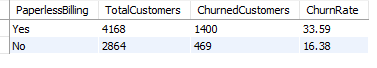 PaperlessBilling TotalCustomers ChurnedCustomers ChurnRate
Yes 4168 1400 33.59
No 2864 469 16.38